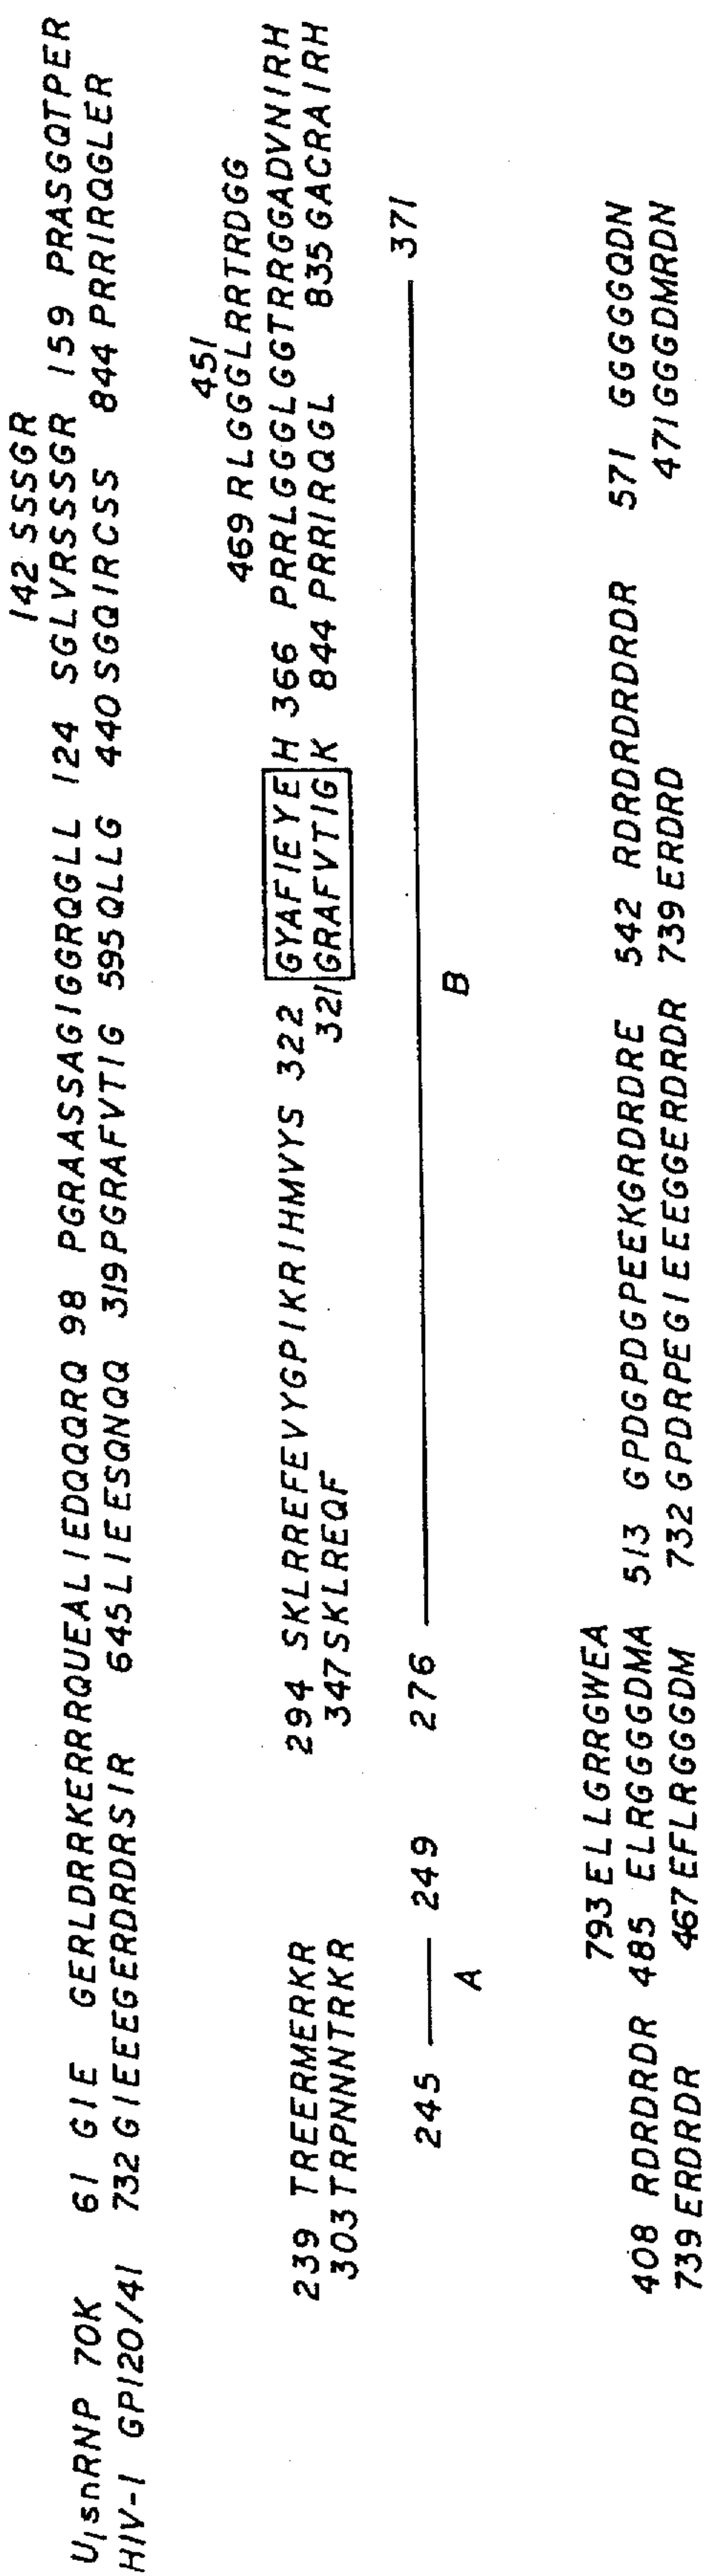 142 SSSGR
U1snRNP 70K 61 GIE GERLDRRKERRRQUEALIEDQQRQ 98 PGRAASSAGIGGRQGLL 124 SGLVRSSSGR 159 PRASGQTPER
HIV-1 GP120/41 732 GIEEEGERDRDRSIR 645 LIEESQNQQ 319 PGRAFVTIG 595 QLLG 440 SGQIRCSS 844 PRRIRQGLER
451
469 RLGGGLRRTRDGG
239 TREERMERKR 294 SKLRREFEVYGPIKRIHMVYS 322 GYAFIEYE H 366 PRRLGGGLGGTRRGGADVNIRH
303 TRPNNNTRKR 347 SKLREQF 321 GRAFVTIG K 844 PRRIRQGL 835 GACRAIRH
245 — 249 276 — 371
A B
793 ELLGRRGWEA
408 RDRDRDR 485 ELRGGGGDMA 513 GPDGPDGPEEKGRDRDRE 542 RDRDRDRDRDR 571 GGGGGQDN
739 ERDRDR 467 EFLRGGGDM 732 GPDRPEGIEEEGGERDRDR 739 ERDRD 471 GGGDMRDN